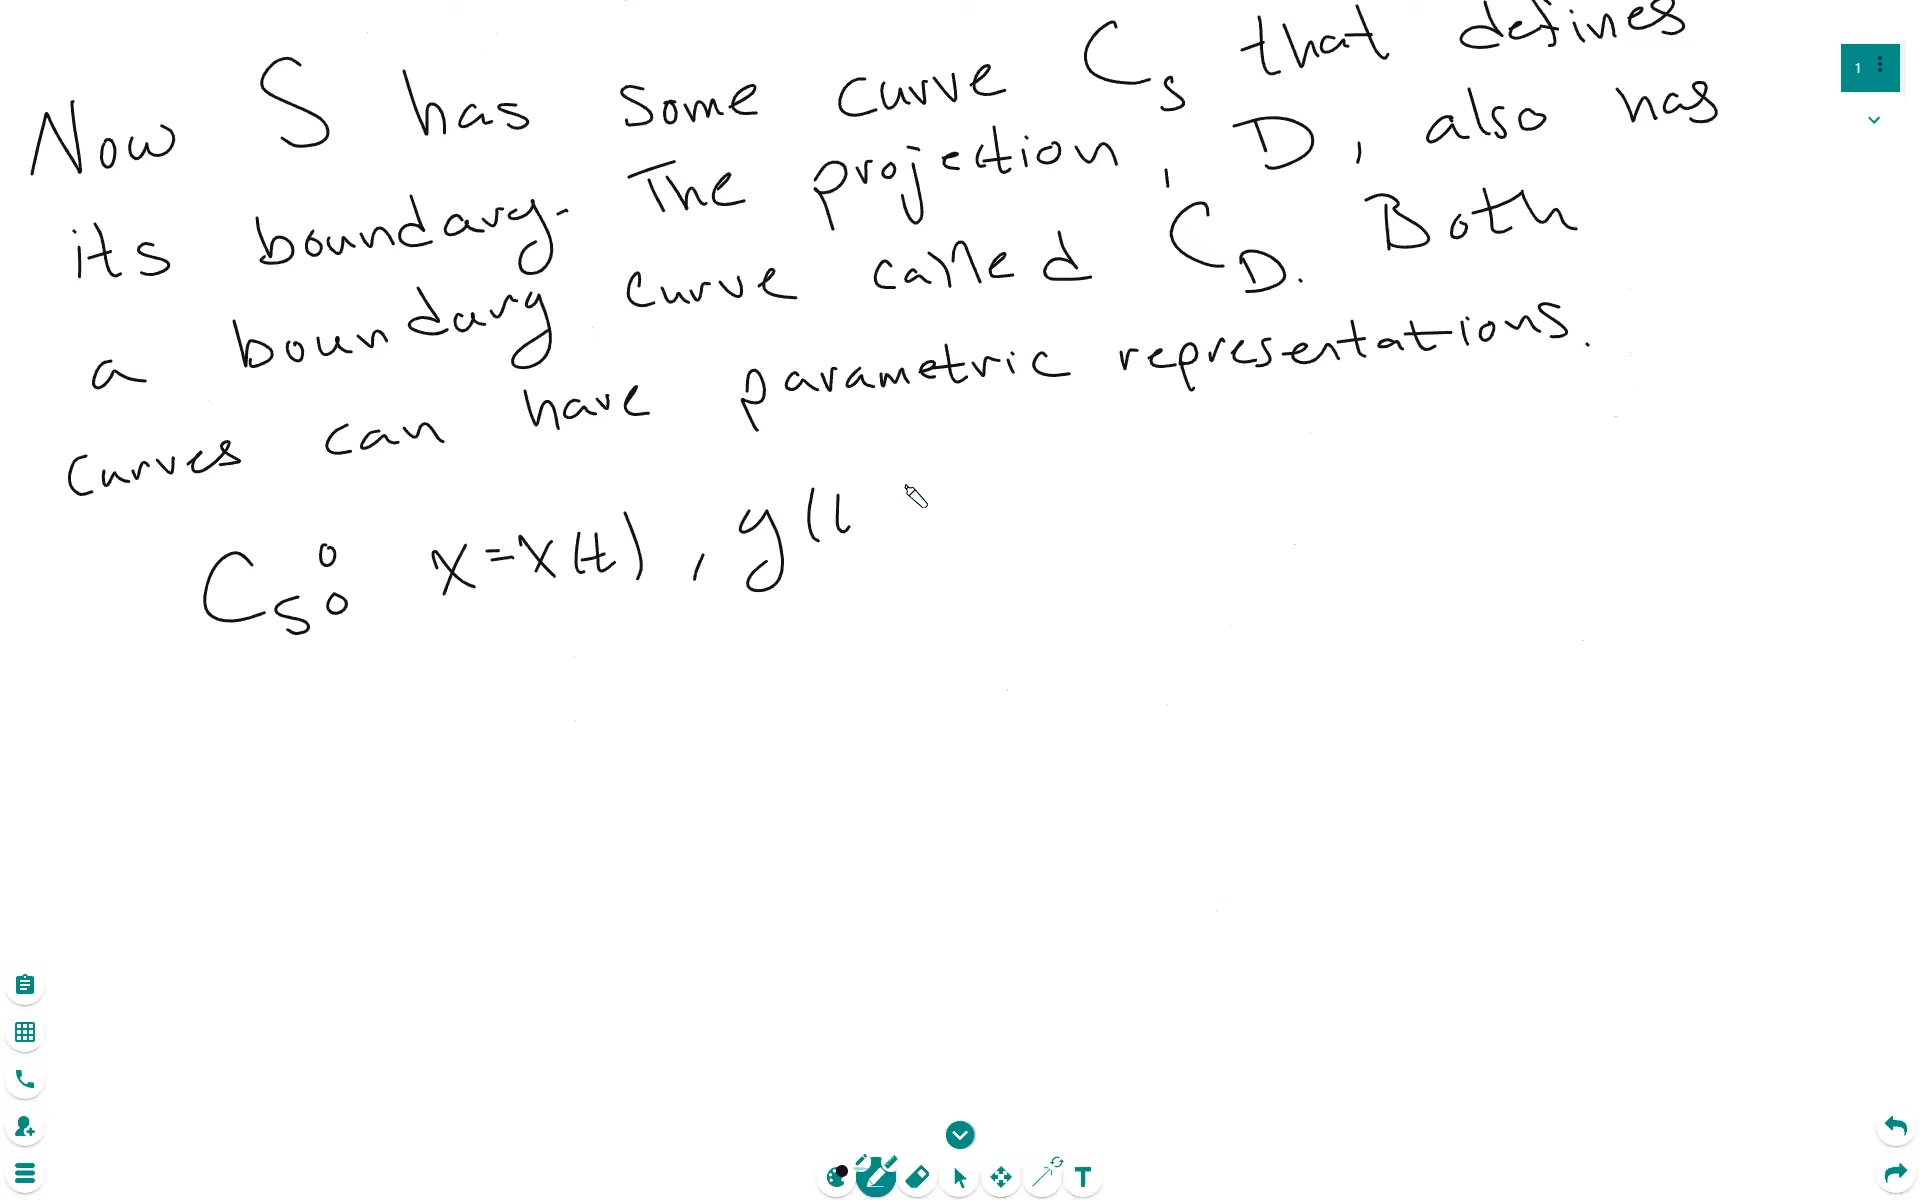 Now S has some curve C_s that defines
its boundary. The projection, D, also has
a boundary curve called C_D. Both
curves can have parametric representations.
C_s: x=x(t), y(
1
T